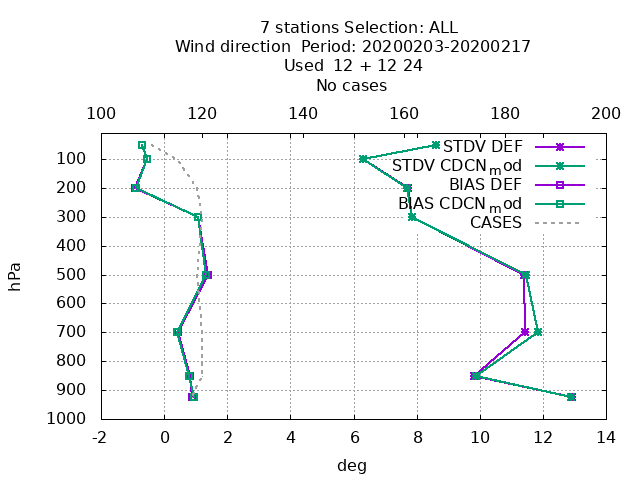 7 stations Selection: ALL
Wind direction  Period: 20200203-20200217
Used  12 + 12 24
No cases
100 120 140 160 180 200
STDV DEF
STDV CDCNmod
BIAS DEF
BIAS CDCNmod
CASES
100
200
300
400
500
600
700
800
900
1000
hPa
-2 0 2 4 6 8 10 12 14
deg